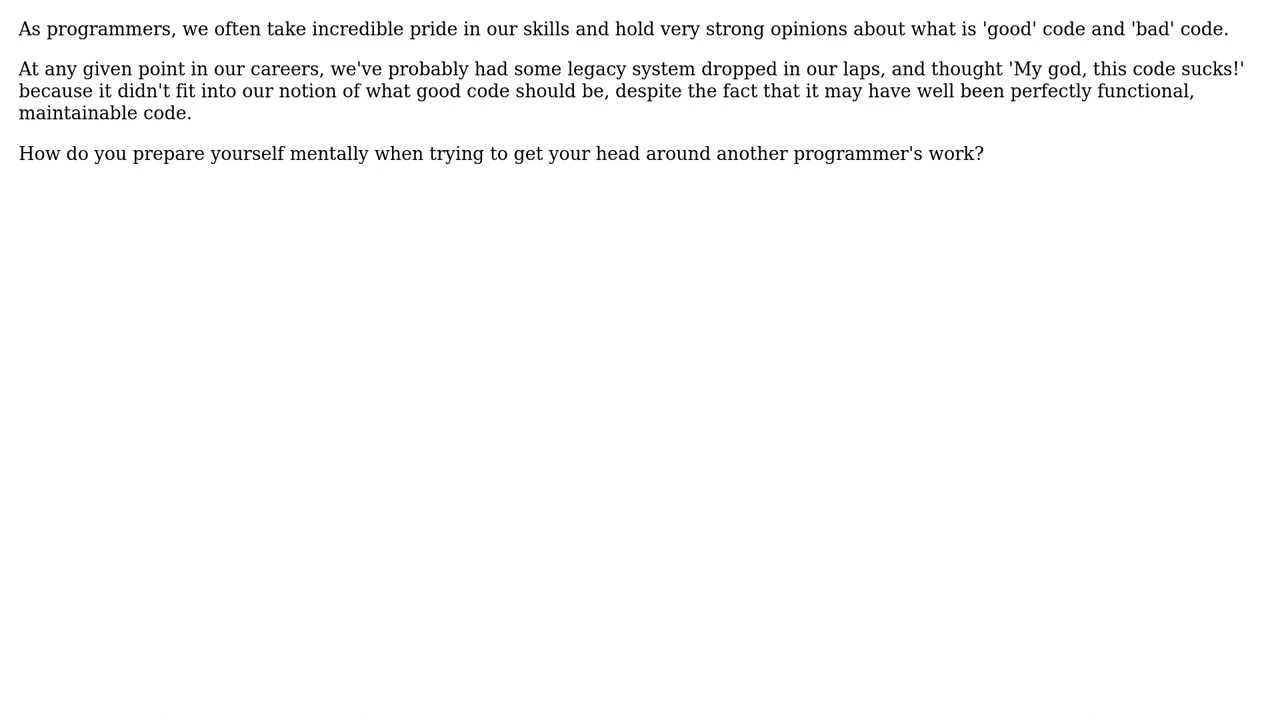 As programmers, we often take incredible pride in our skills and hold very strong opinions about what is 'good' code and 'bad' code.
At any given point in our careers, we've probably had some legacy system dropped in our laps, and thought 'My god, this code sucks!'
because it didn't fit into our notion of what good code should be, despite the fact that it may have well been perfectly functional,
maintainable code.
How do you prepare yourself mentally when trying to get your head around another programmer's work?